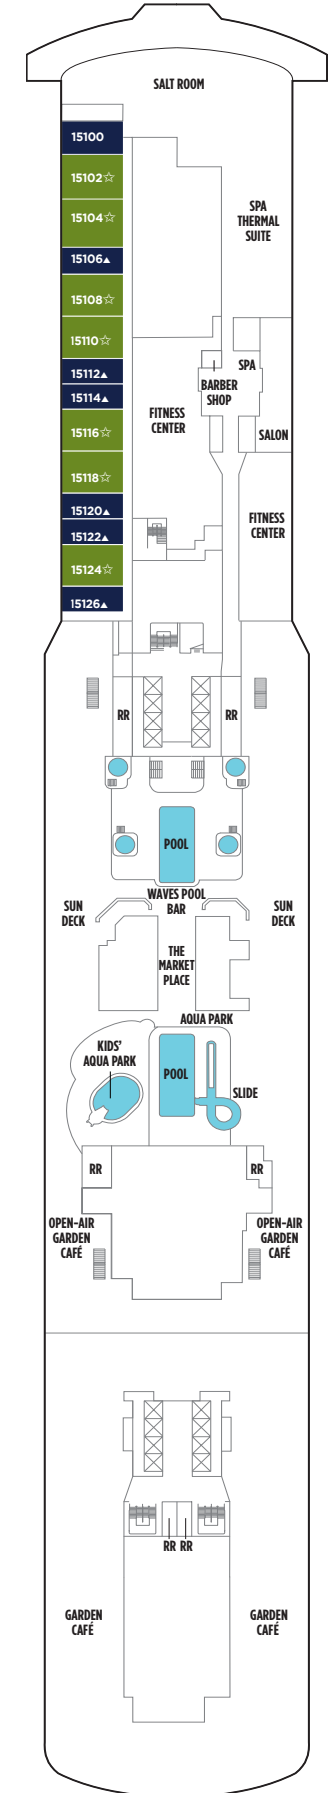 SALT ROOM
15100
15102☆
15104☆
15106▲
15108☆
15110☆
15112▲
15114▲
15116☆
15118☆
15120▲
15122▲
15124☆
15126▲
SPA
THERMAL
SUITE
SPA
BARBER
SHOP
FITNESS
CENTER
SALON
FITNESS
CENTER
RR
RR
POOL
WAVES POOL
BAR
SUN
DECK
SUN
DECK
THE
MARKET
PLACE
AQUA PARK
KIDS'
AQUA PARK
POOL
SLIDE
RR
RR
OPEN-AIR
GARDEN
CAFÉ
OPEN-AIR
GARDEN
CAFÉ
RR RR
GARDEN
CAFÉ
GARDEN
CAFÉ